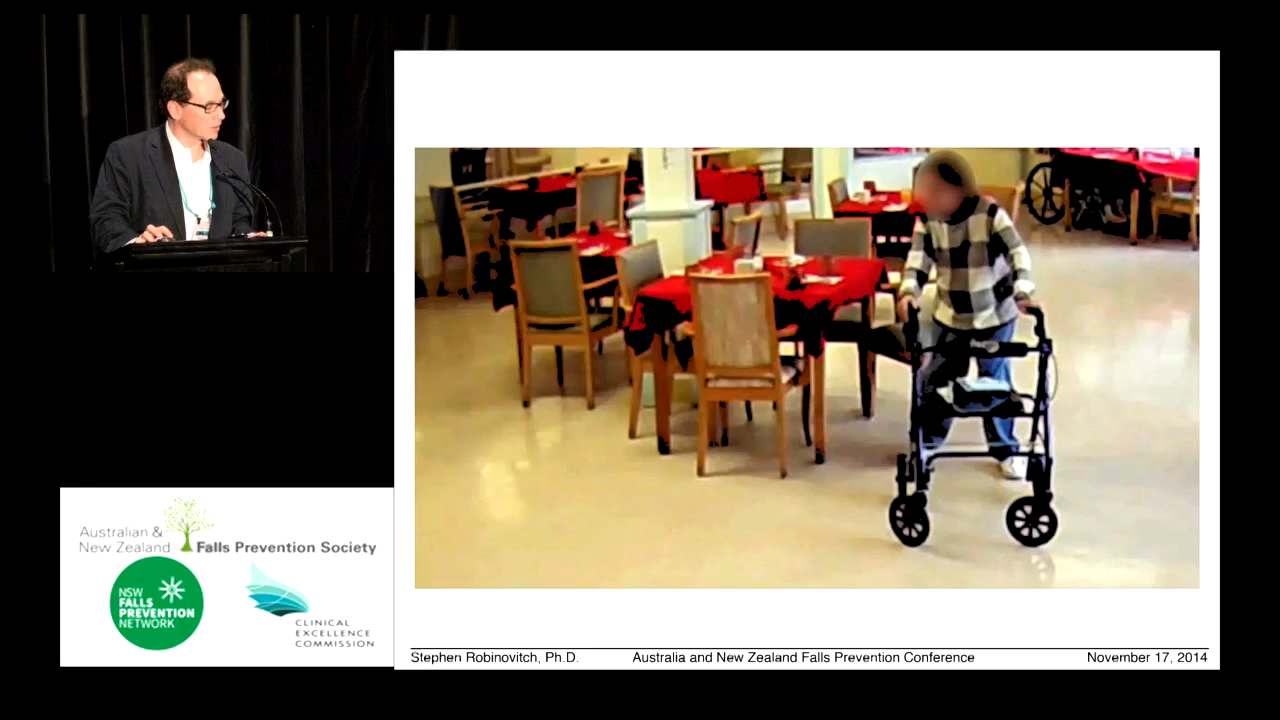 Australian &
New Zealand Falls Prevention Society
NSW
FALLS
PREVENTION
NETWORK
CLINICAL
EXCELLENCE
COMMISSION
Stephen Robinovitch, Ph.D. Australia and New Zealand Falls Prevention Conference November 17, 2014